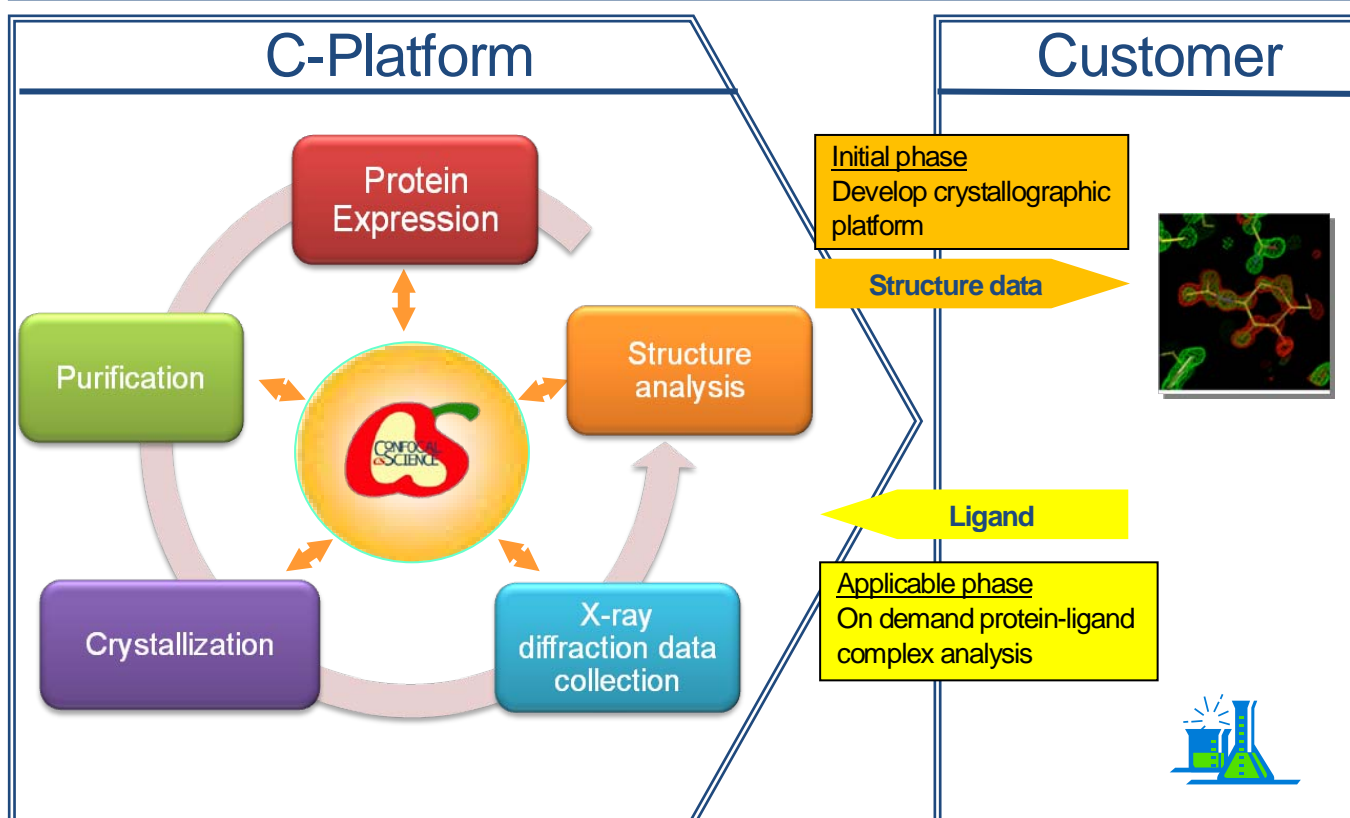 C-Platform
Customer
Protein
Expression
Purification
Structure
analysis
Crystallization
X-ray
diffraction data
collection
CONFOCAL
SCIENCE
Initial phase
Develop crystallographic
platform
Structure data
Ligand
Applicable phase
On demand protein-ligand
complex analysis